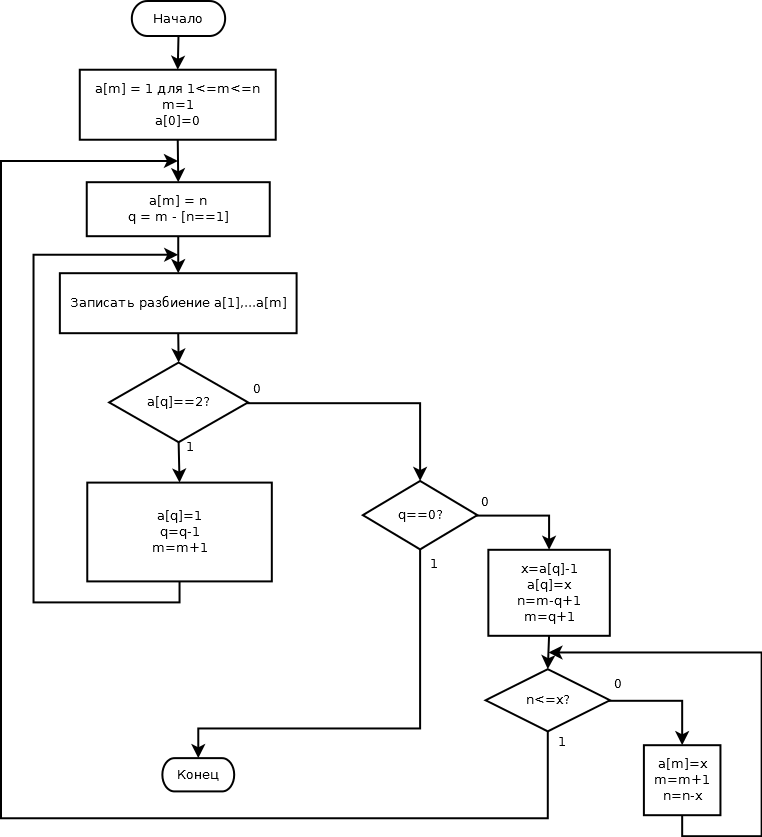 Начало
a[m] = 1 для 1<=m<=n
m=1
a[0]=0
a[m] = n
q = m - [n==1]
Записать разбиение a[1],...a[m]
a[q]==2?
0
1
a[q]=1
q=q-1
m=m+1
q==0?
0
1
x=a[q]-1
a[q]=x
n=m-q+1
m=q+1
n<=x?
0
1
a[m]=x
m=m+1
n=n-x
Конец